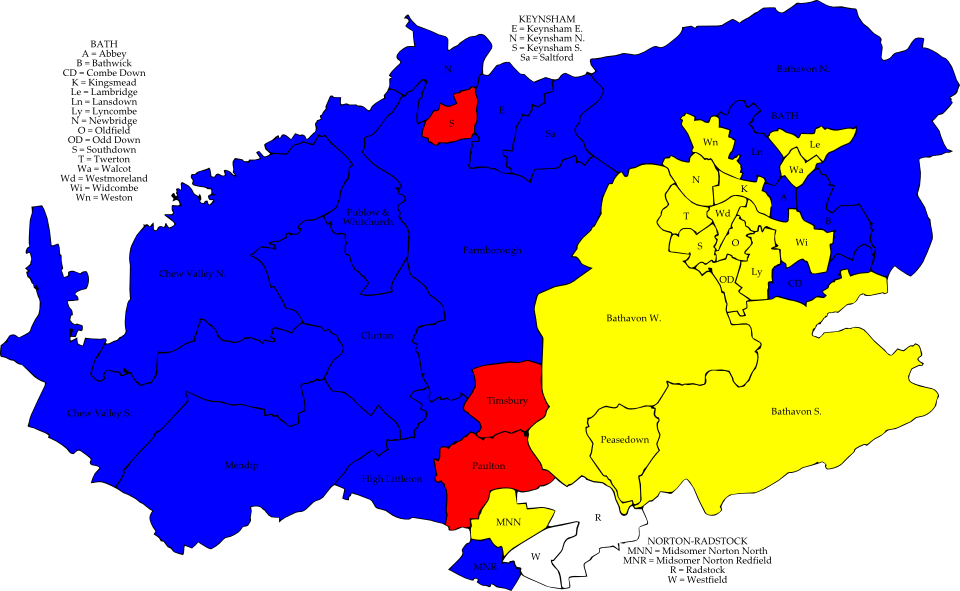 KEYNSHAM
E = Keynsham E.
N = Keynsham N.
S = Keynsham S.
Sa = Saltford
BATH
A = Abbey
B = Bathwick
CD = Combe Down
K = Kingsmead
Le = Lambridge
Ln = Lansdown
Ly = Lyncombe
N = Newbridge
O = Oldfield
OD = Odd Down
S = Southdown
T = Twerton
Wa = Walcot
Wd = Westmoreland
Wi = Widcombe
Wn = Weston
N
Bathavon N.
E
S
Sa
BATH
Wn
Le
Ln
Wa
N
K
A
T
Wd
B
Publow &
Whitchurch
S
O
Wi
Farmborough
Chew Valley N.
Ly
OD
CD
Bathavon W.
Clutton
Timsbury
Chew Valley S.
Bathavon S.
Peasedown
Mendip
Paulton
High Littleton
MNN
R
W
MNR
NORTON-RADSTOCK
MNN = Midsomer Norton North
MNR = Midsomer Norton Redfield
R = Radstock
W = Westfield